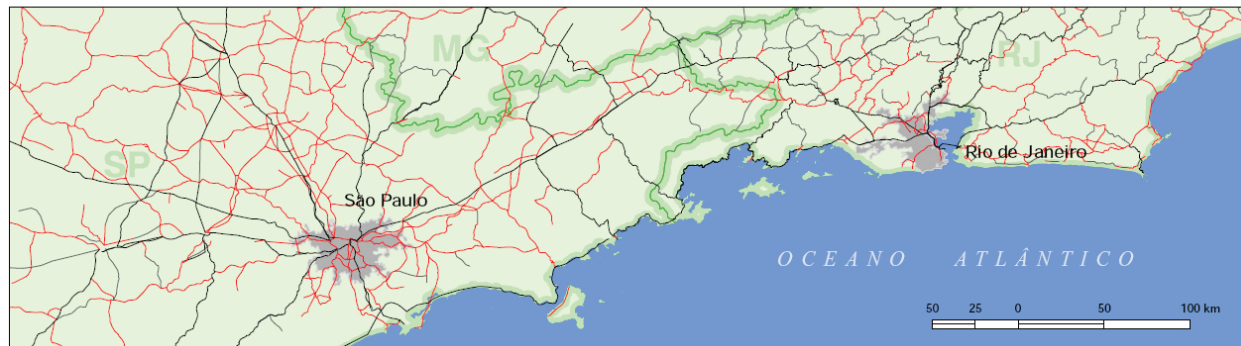 MG
RJ
SP
Rio de Janeiro
São Paulo
OCEANO ATLÂNTICO
50 25 0 50 100 km